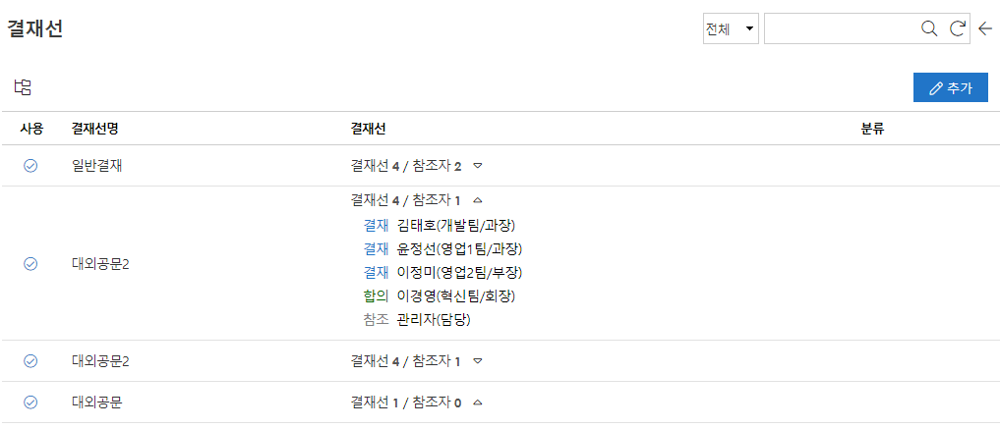 결재선
전체
추가
사용 결재선명 결재선 분류
일반결재 결재선 4 / 참조자 2
결재선 4 / 참조자 1
결재 김태호(개발팀/과장)
결재 윤정선(영업1팀/과장)
대외공문2 결재 이정미(영업2팀/부장)
합의 이경영(혁신팀/회장)
참조 관리자(담당)
대외공문2 결재선 4 / 참조자 1
대외공문 결재선 1 / 참조자 0